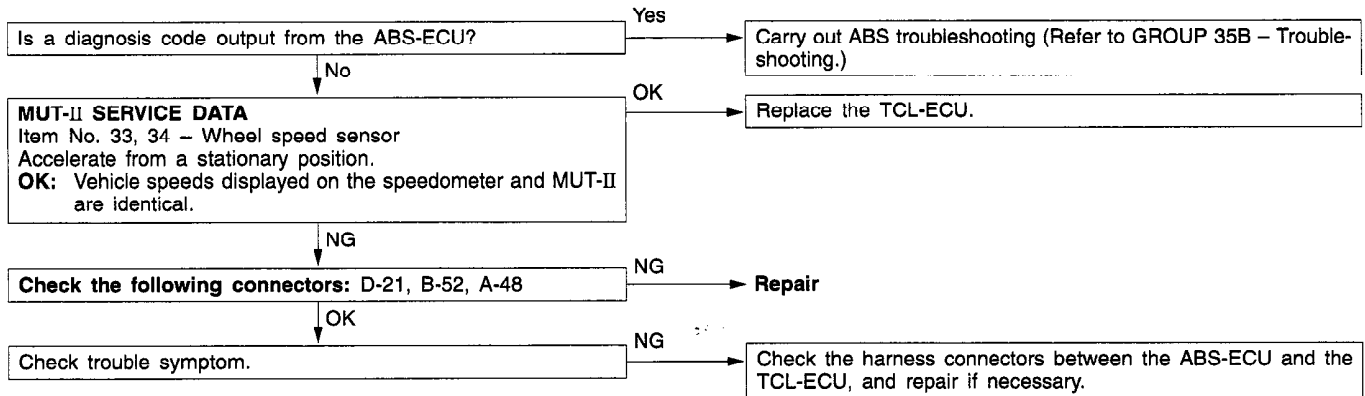 Is a diagnosis code output from the ABS-ECU?
Yes
Carry out ABS troubleshooting (Refer to GROUP 35B – Trouble-
shooting.)
No
MUT-II SERVICE DATA
Item No. 33, 34 – Wheel speed sensor
Accelerate from a stationary position.
OK: Vehicle speeds displayed on the speedometer and MUT-II
are identical.
OK
Replace the TCL-ECU.
NG
Check the following connectors: D-21, B-52, A-48
NG
Repair
OK
Check trouble symptom.
NG
Check the harness connectors between the ABS-ECU and the
TCL-ECU, and repair if necessary.